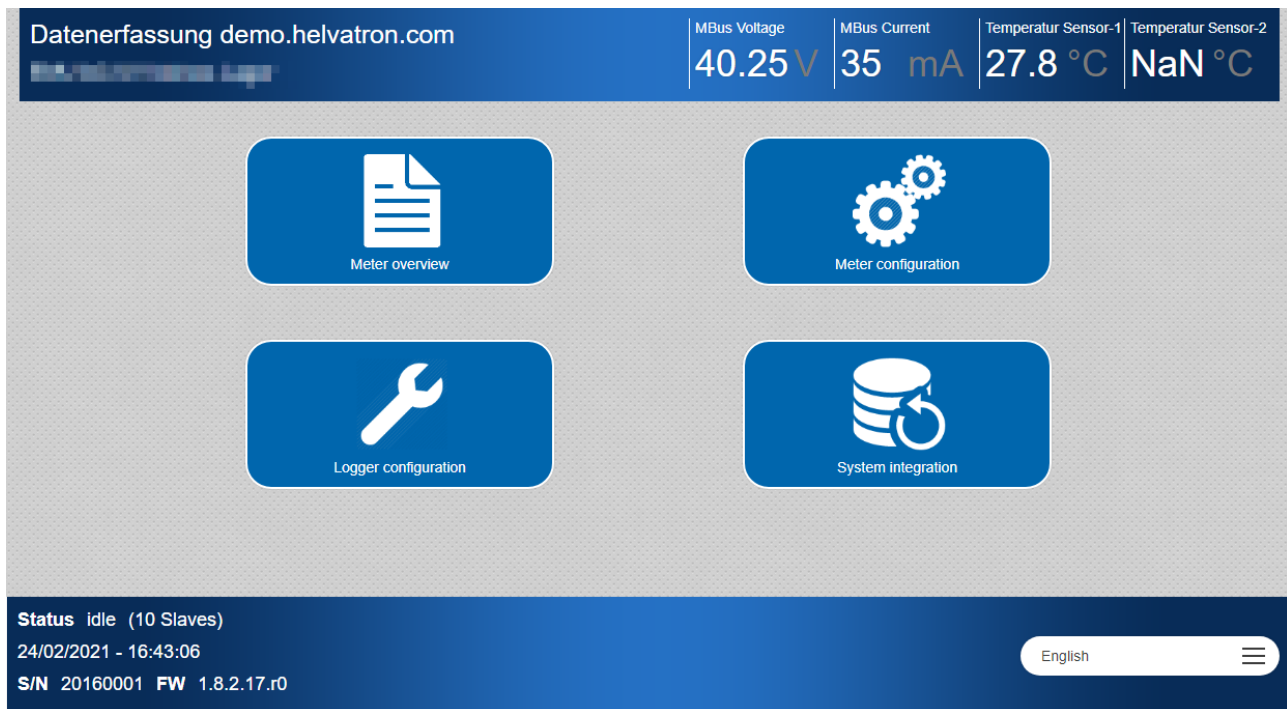 Datenerfassung demo.helvatron.com
MBus Voltage
40.25 V
MBus Current
35 mA
Temperatur Sensor-1
27.8 °C
Temperatur Sensor-2
NaN °C
Meter overview
Meter configuration
Logger configuration
System integration
Status idle (10 Slaves)
24/02/2021 - 16:43:06
S/N 20160001 FW 1.8.2.17.r0
English